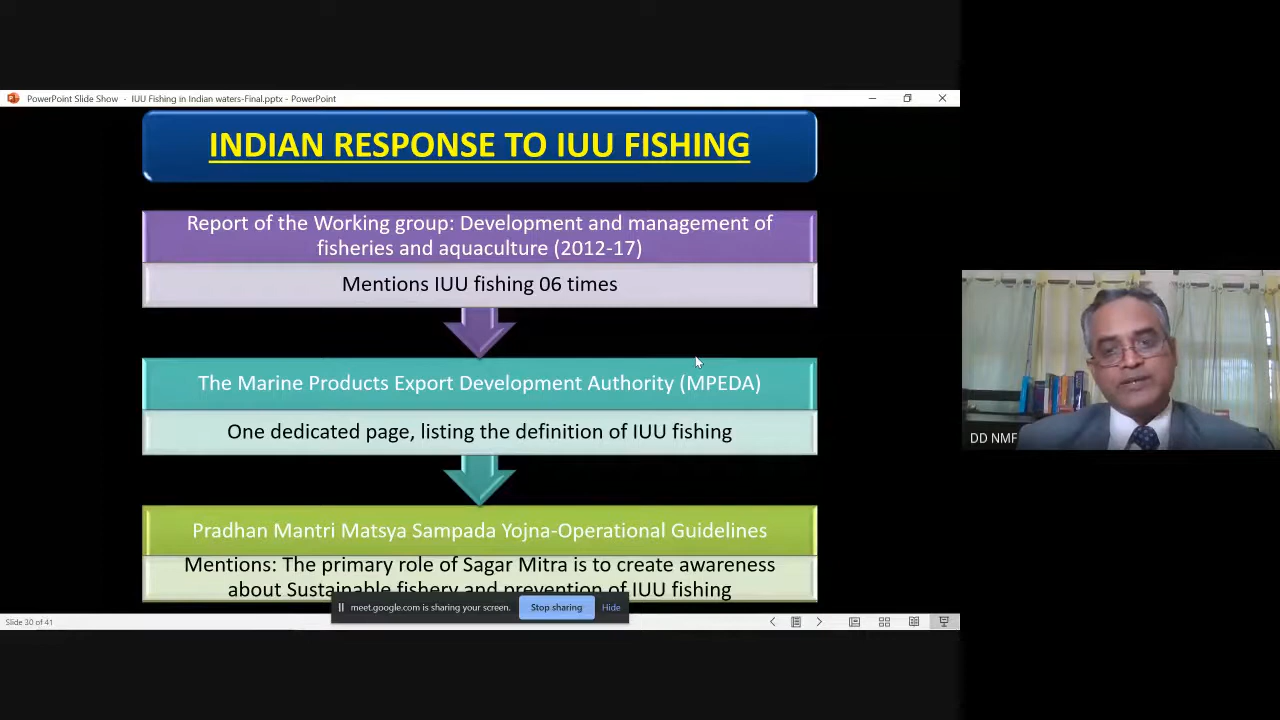 PowerPoint Slide Show - IUU Fishing in Indian waters-Final.pptx - PowerPoint
INDIAN RESPONSE TO IUU FISHING
Report of the Working group: Development and management of
fisheries and aquaculture (2012-17)
Mentions IUU fishing 06 times
The Marine Products Export Development Authority (MPEDA)
One dedicated page, listing the definition of IUU fishing
Pradhan Mantri Matsya Sampada Yojna-Operational Guidelines
Mentions: The primary role of Sagar Mitra is to create awareness
about Sustainable fishery and prevention of IUU fishing
meet.google.com is sharing your screen.
Stop sharing
Hide
Slide 30 of 41
DD NMF